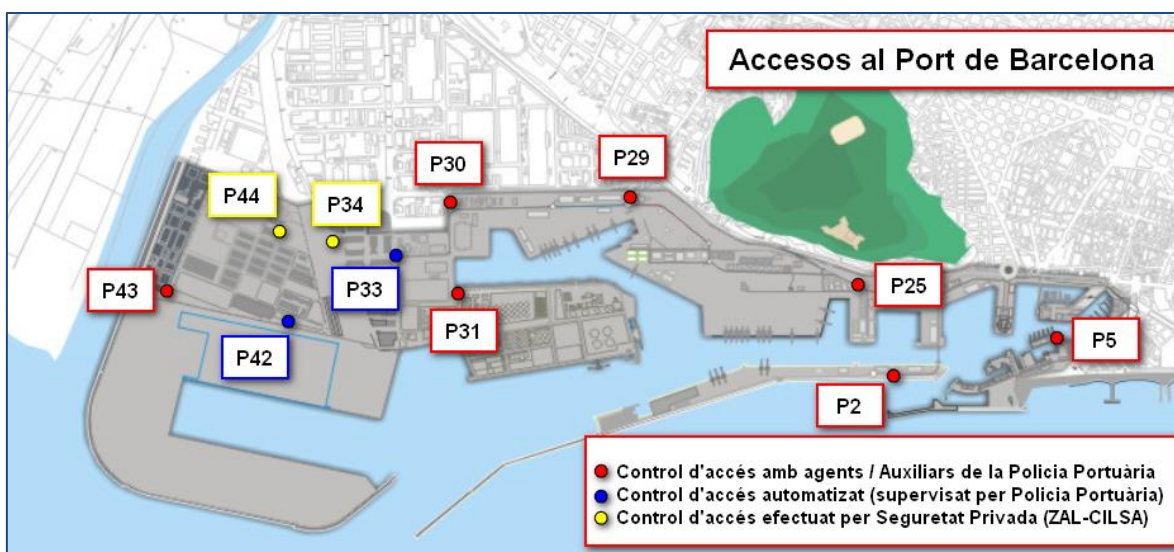 Accesos al Port de Barcelona
P30
P29
P44
P34
P43
P33
P31
P25
P42
P5
P2
Control d'accés amb agents / Auxiliars de la Policia Portuària
Control d'accés automatizat (supervisat per Policia Portuària)
Control d'accés efectuat per Seguretat Privada (ZAL-CILSA)